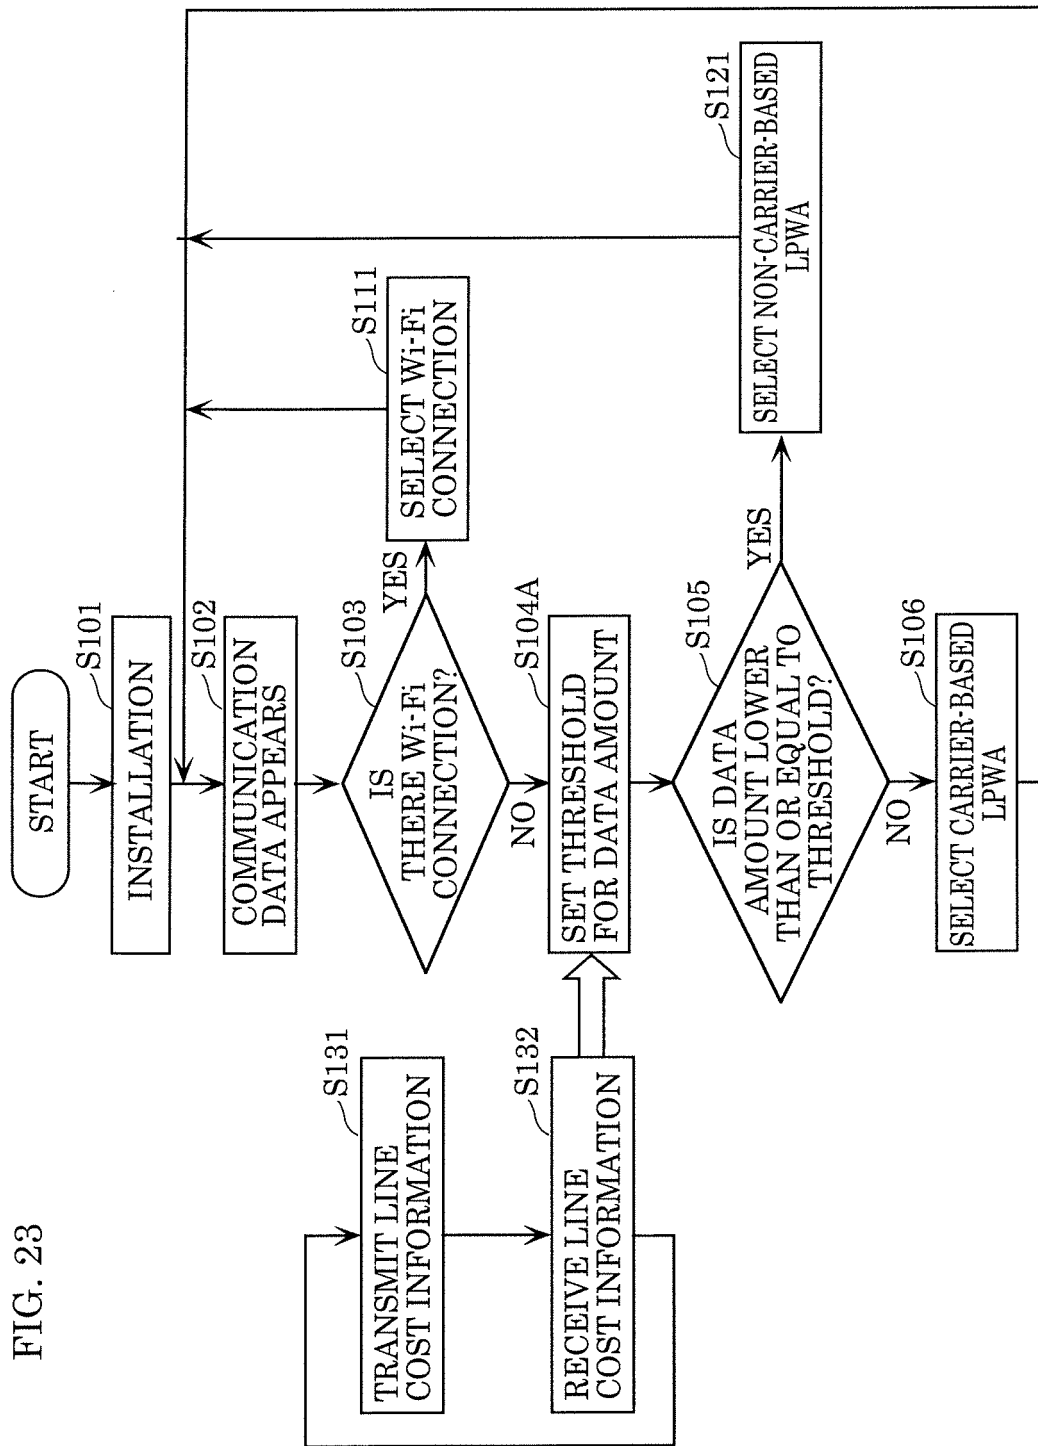 FIG. 23
START
S101
INSTALLATION
S102
COMMUNICATION
DATA APPEARS
S103
IS
THERE Wi-Fi
CONNECTION?
YES
S111
SELECT Wi-Fi
CONNECTION
NO
S131
TRANSMIT LINE
COST INFORMATION
S132
RECEIVE LINE
COST INFORMATION
S104A
SET THRESHOLD
FOR DATA AMOUNT
S105
IS DATA
AMOUNT LOWER
THAN OR EQUAL TO
THRESHOLD?
YES
S121
SELECT NON-CARRIER-BASED
LPWA
NO
S106
SELECT CARRIER-BASED
LPWA